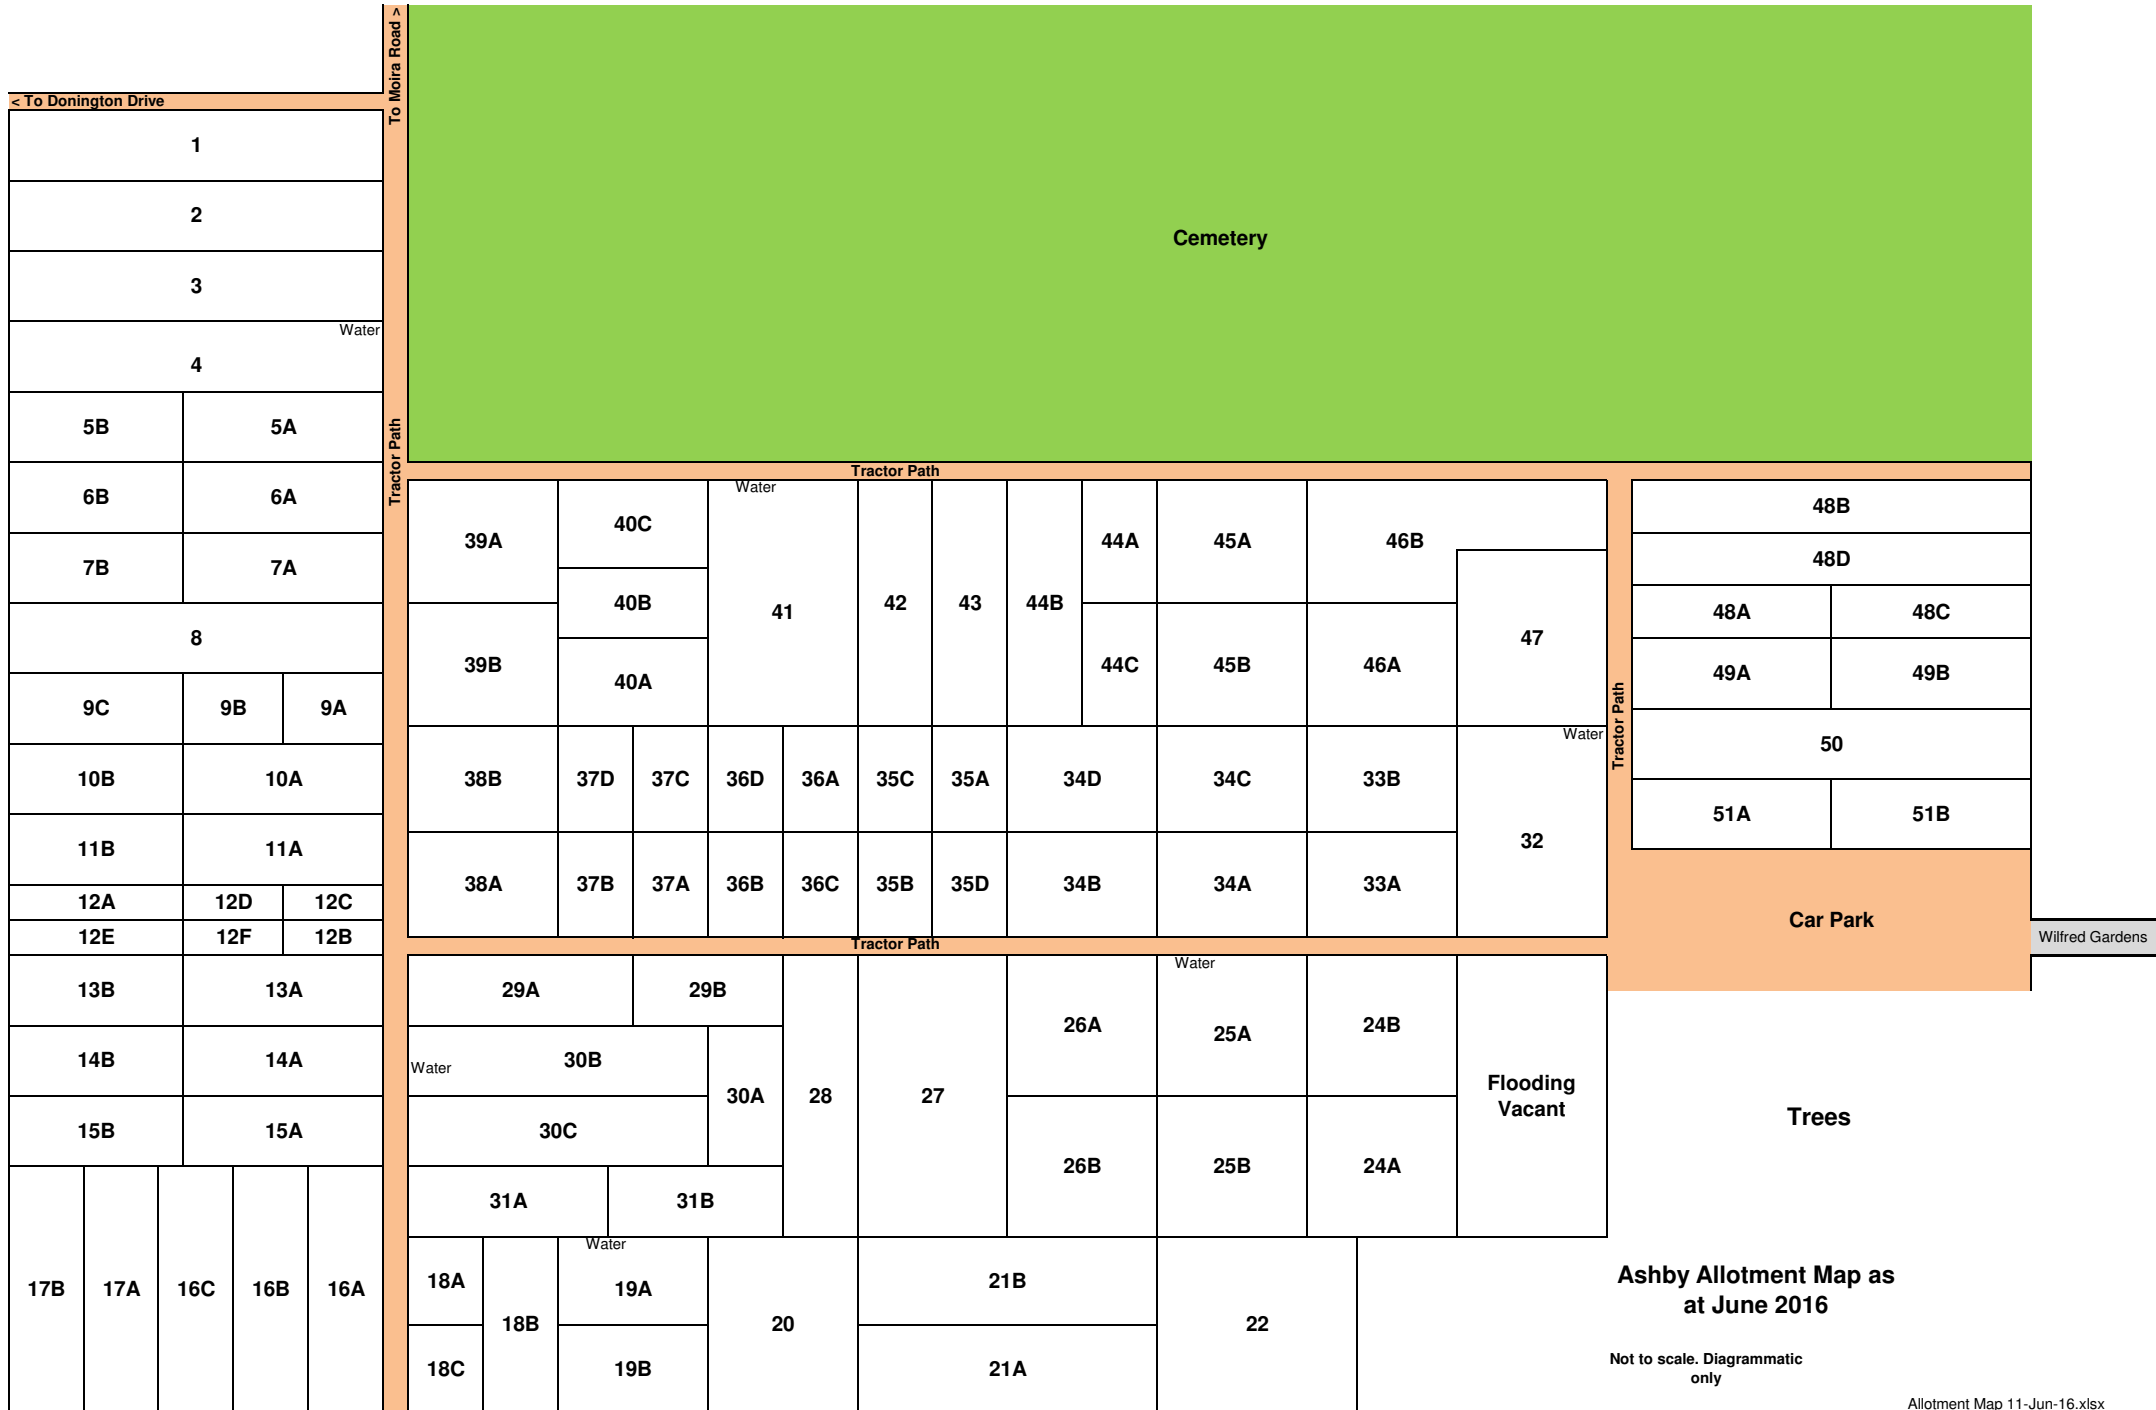 To Moira Road >
< To Donington Drive
1
2
Cemetery
3
Water
4
5B 5A
Tractor Path
Tractor Path
6B 6A
Water
48B
40C
39A 44A 45A 46B
7B 7A
48D
40B 41 42 43 44B
48A 48C
8 47
39B 44C 45B 46A
40A
49A 49B
9C 9B 9A
Tractor Path
Water
50
10B 10A
38B 37D 37C 36D 36A 35C 35A 34D 34C 33B
51A 51B
11B 11A
32
38A 37B 37A 36B 36C 35B 35D 34B 34A 33A
12A 12D 12C
Car Park
12E 12F 12B
Wilfred Gardens
Tractor Path
Water
13B 13A
29A 29B
26A 25A 24B
14B 14A
Water
30B
Flooding
Vacant
30A 28 27
Trees
15B 15A
30C
26B 25B 24A
31A 31B
Water
17B 17A 16C 16B 16A
18A 19A 21B
Ashby Allotment Map as
at June 2016
18B 20 22
18C 19B 21A
Not to scale. Diagrammatic
only
Allotment Map 11-Jun-16.xlsx